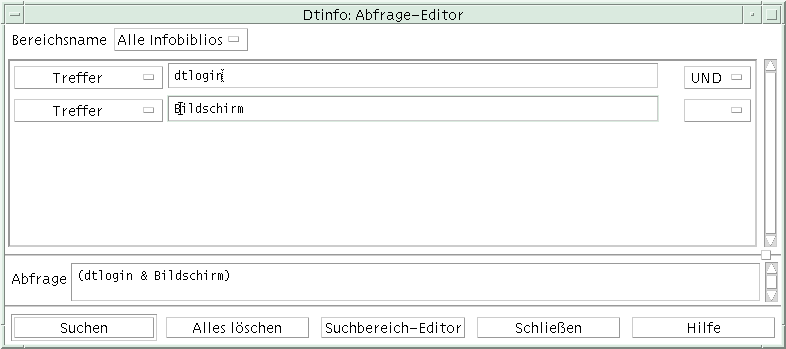 Dtinfo: Abfrage-Editor
Bereichsname Alle Infobiblios
Treffer dtlogin UND
Treffer Bildschirm
Abfrage (dtlogin & Bildschirm)
Suchen Alles löschen Suchbereich-Editor Schließen Hilfe